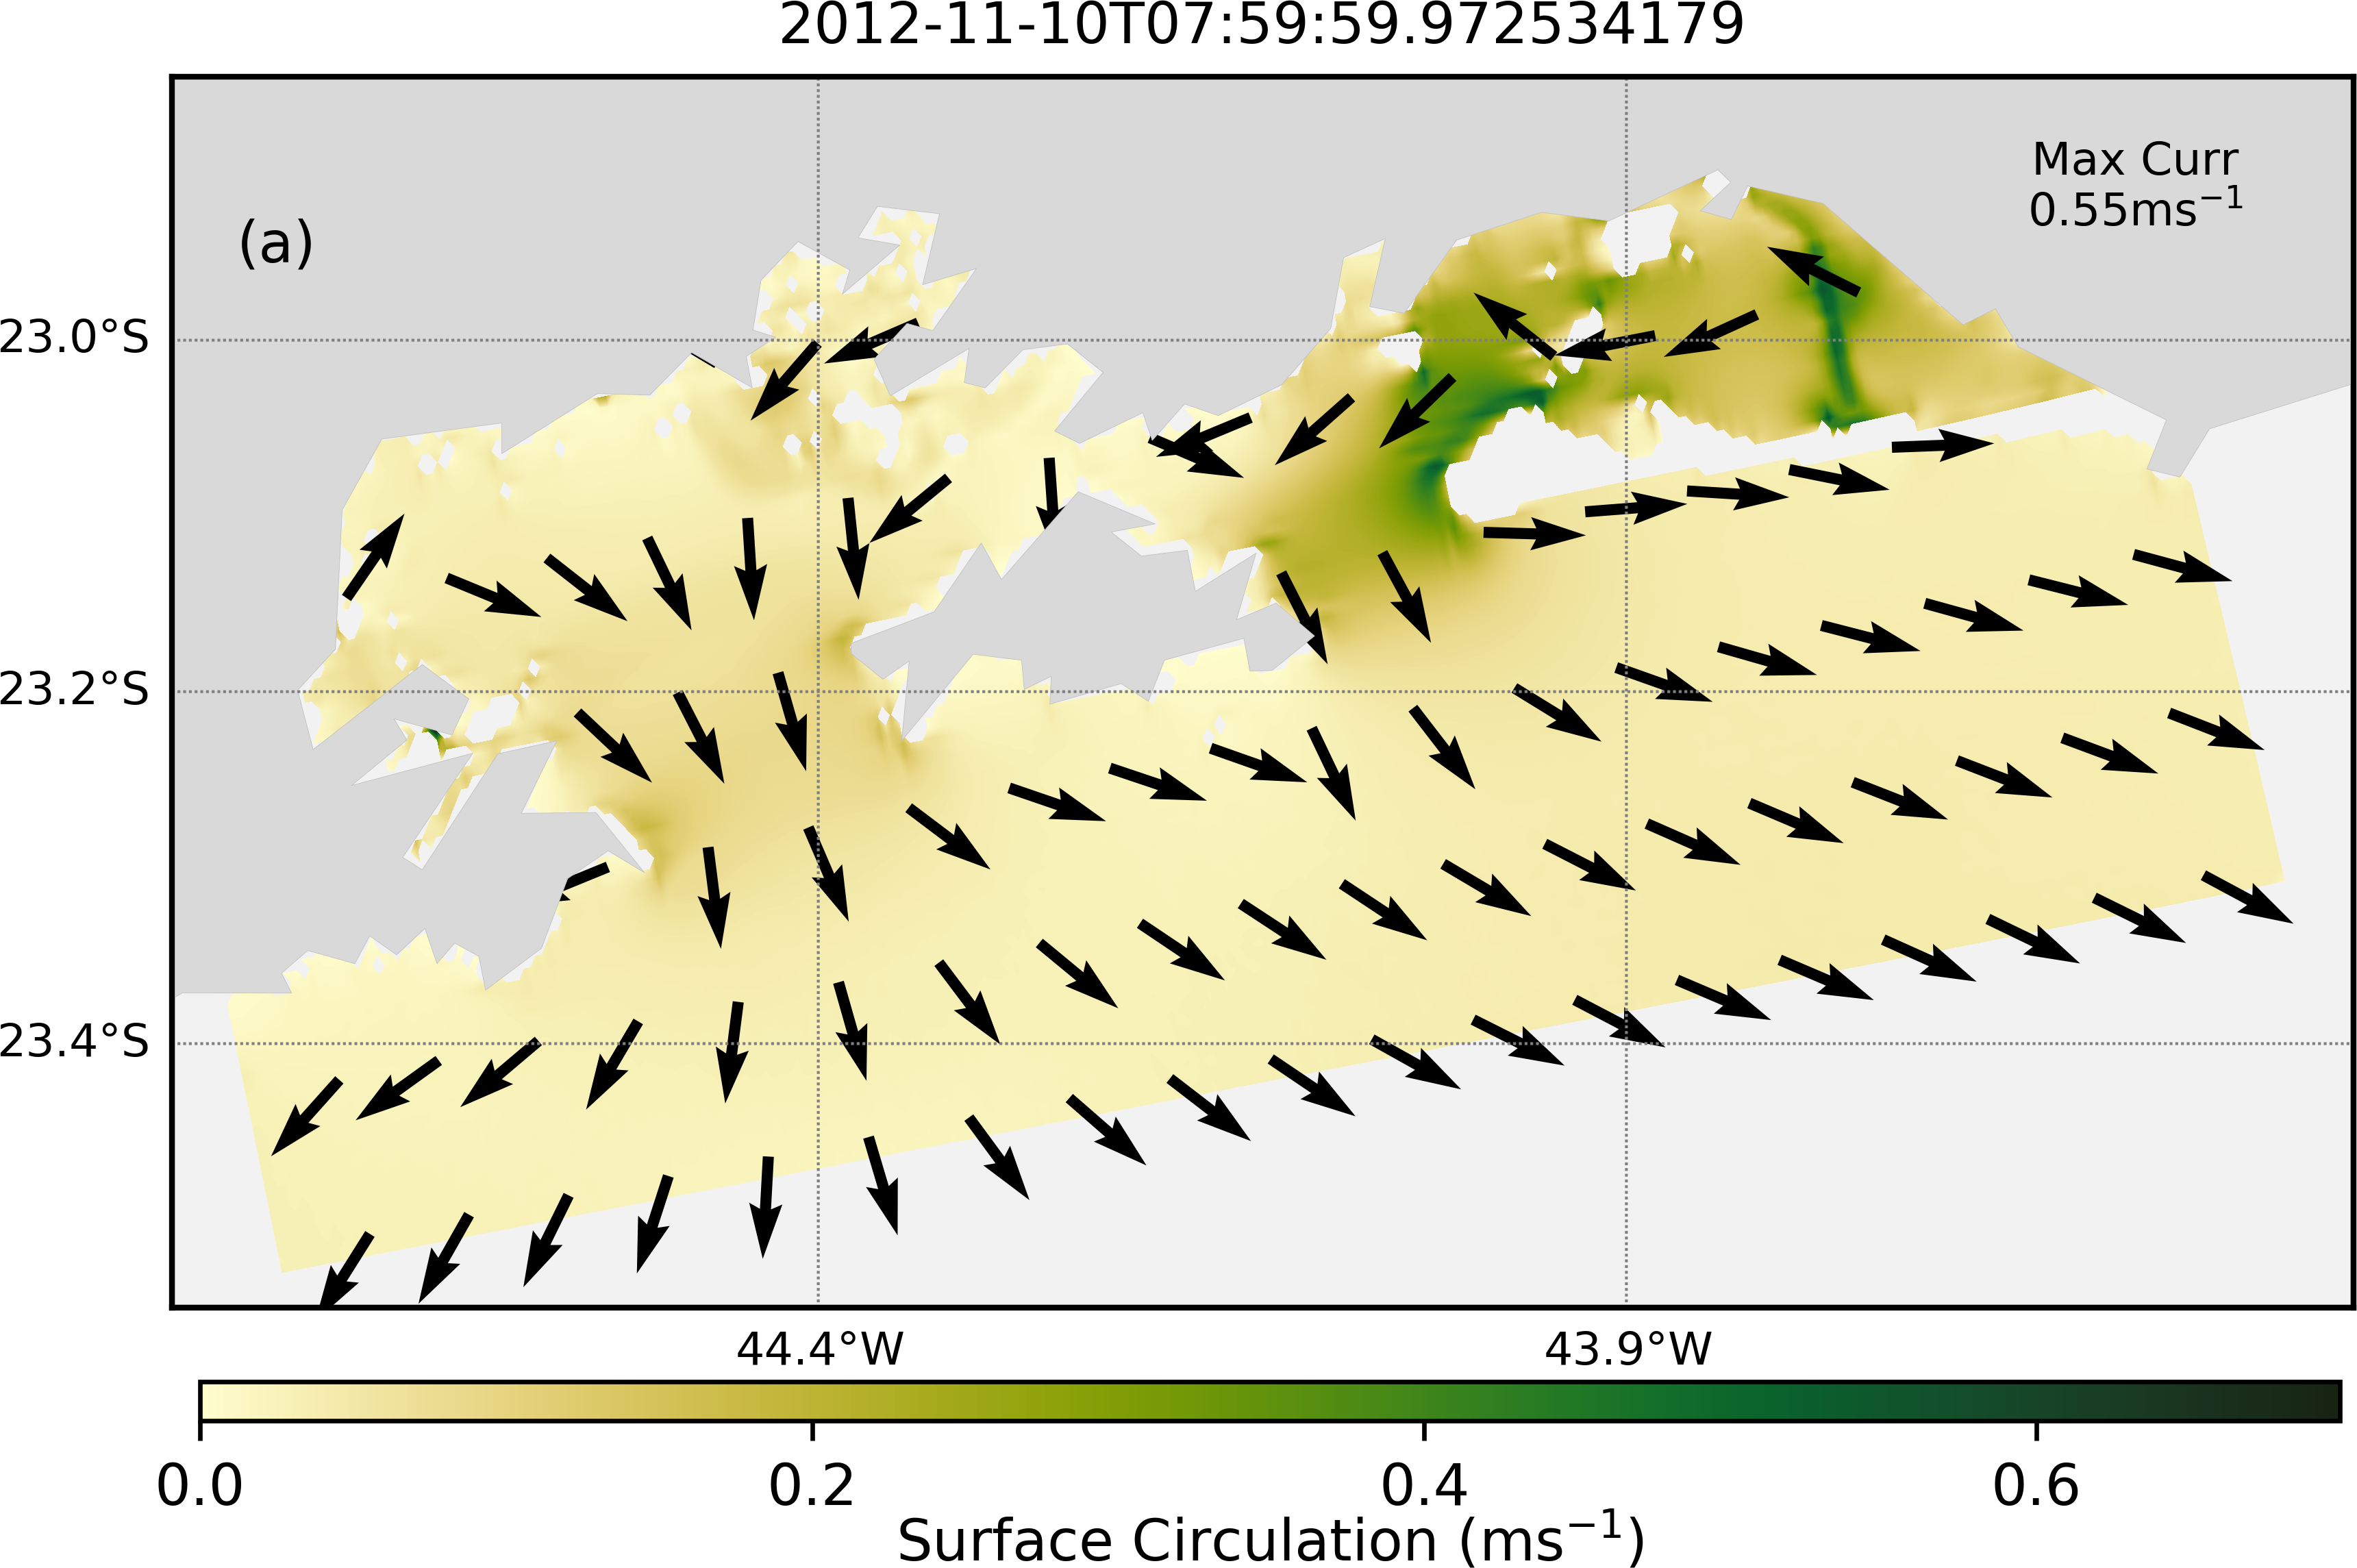 2012-11-10T07:59:59.972534179
Max Curr
0.55ms⁻¹
(a)
23.0°S
23.2°S
23.4°S
44.4°W 43.9°W
0.0 0.2 0.4 0.6
Surface Circulation (ms⁻¹)